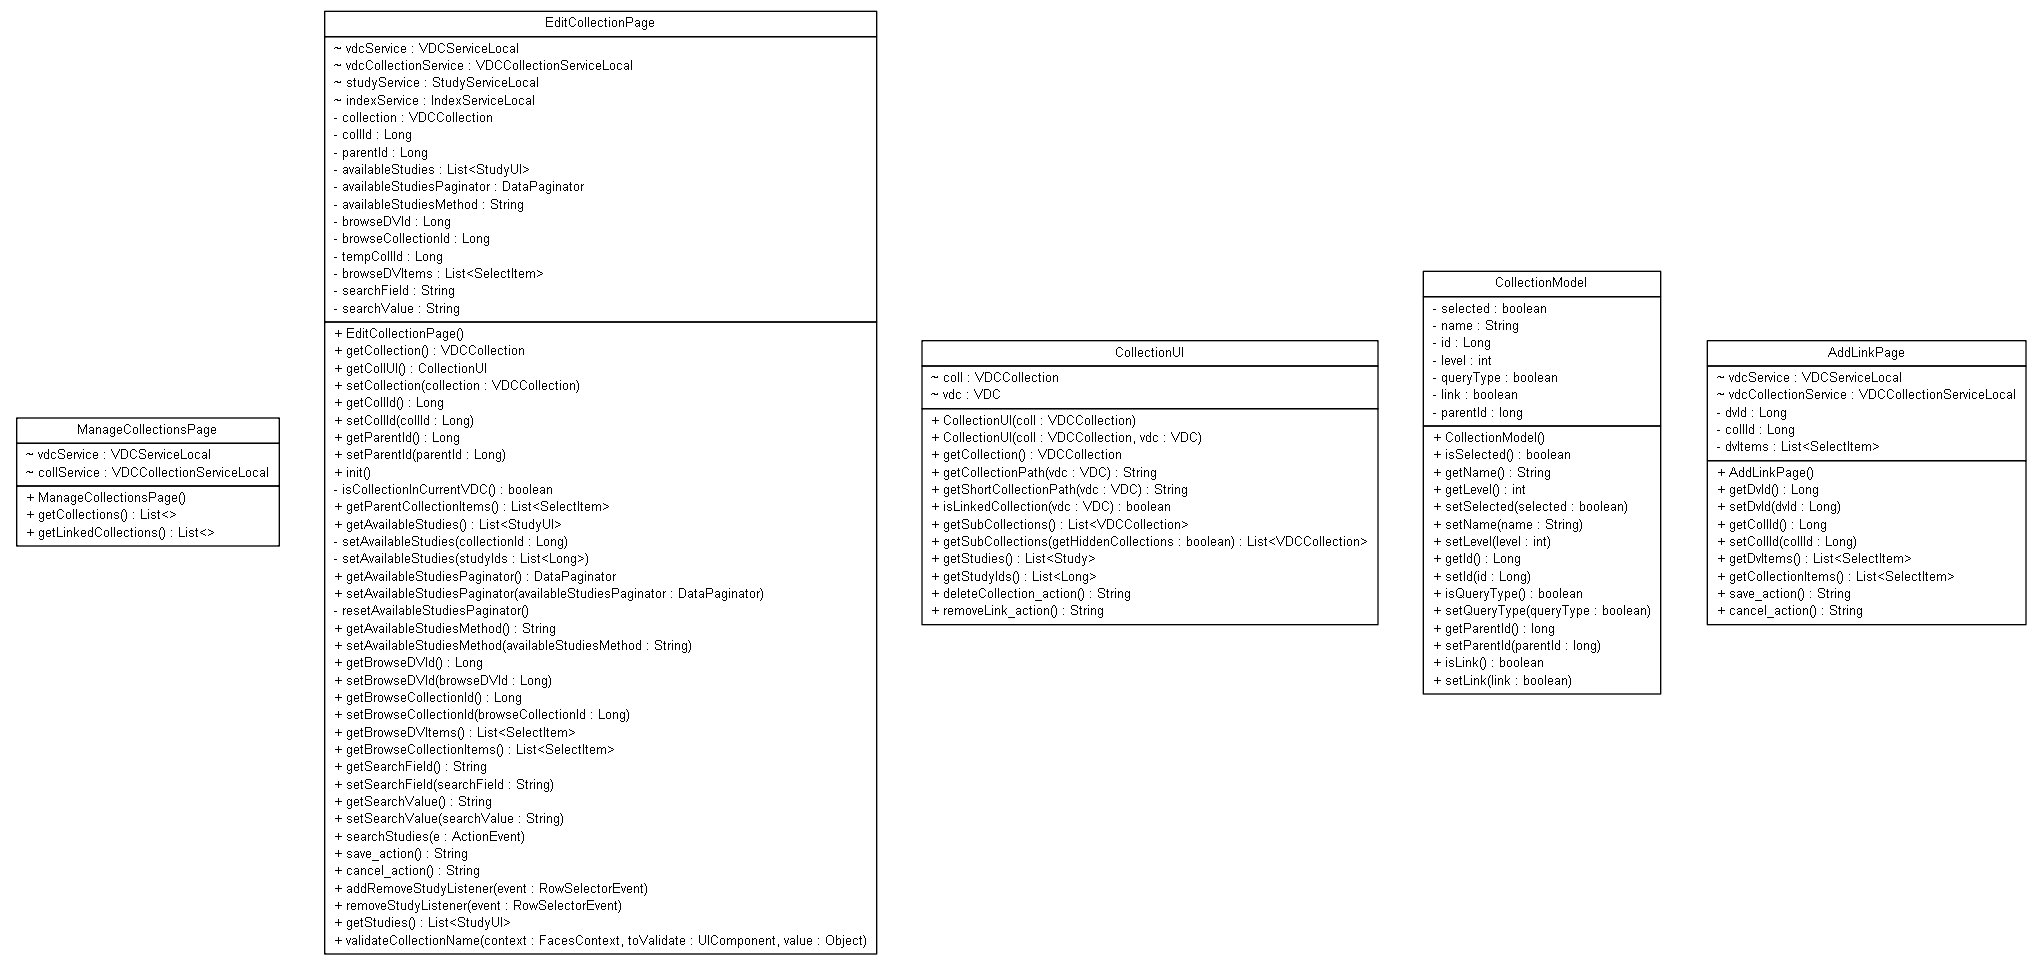 ManageCollectionsPage
~ vdcService : VDCServiceLocal
~ collService : VDCCollectionServiceLocal
+ ManageCollectionsPage()
+ getCollections() : List<>
+ getLinkedCollections() : List<>
EditCollectionPage
~ vdcService : VDCServiceLocal
~ vdcCollectionService : VDCCollectionServiceLocal
~ studyService : StudyServiceLocal
~ indexService : IndexServiceLocal
- collection : VDCCollection
- collId : Long
- parentId : Long
- availableStudies : List<StudyUI>
- availableStudiesPaginator : DataPaginator
- availableStudiesMethod : String
- browseDVId : Long
- browseCollectionId : Long
- tempCollId : Long
- browseDVItems : List<SelectItem>
- searchField : String
- searchValue : String
+ EditCollectionPage()
+ getCollection() : VDCCollection
+ getCollUI() : CollectionUI
+ setCollection(collection : VDCCollection)
+ getCollId() : Long
+ setCollId(collId : Long)
+ getParentId() : Long
+ setParentId(parentId : Long)
+ init()
- isCollectionInCurrentVDC() : boolean
+ getParentCollectionItems() : List<SelectItem>
+ getAvailableStudies() : List<StudyUI>
- setAvailableStudies(collectionId : Long)
- setAvailableStudies(studyIds : List<Long>)
+ getAvailableStudiesPaginator() : DataPaginator
+ setAvailableStudiesPaginator(availableStudiesPaginator : DataPaginator)
- resetAvailableStudiesPaginator()
+ getAvailableStudiesMethod() : String
+ setAvailableStudiesMethod(availableStudiesMethod : String)
+ getBrowseDVId() : Long
+ setBrowseDVId(browseDVId : Long)
+ getBrowseCollectionId() : Long
+ setBrowseCollectionId(browseCollectionId : Long)
+ getBrowseDVItems() : List<SelectItem>
+ getBrowseCollectionItems() : List<SelectItem>
+ getSearchField() : String
+ setSearchField(searchField : String)
+ getSearchValue() : String
+ setSearchValue(searchValue : String)
+ searchStudies(e : ActionEvent)
+ save_action() : String
+ cancel_action() : String
+ addRemoveStudyListener(event : RowSelectorEvent)
+ removeStudyListener(event : RowSelectorEvent)
+ getStudies() : List<StudyUI>
+ validateCollectionName(context : FacesContext, toValidate : UIComponent, value : Object)
CollectionUI
~ coll : VDCCollection
~ vdc : VDC
+ CollectionUI(coll : VDCCollection)
+ CollectionUI(coll : VDCCollection, vdc : VDC)
+ getCollection() : VDCCollection
+ getCollectionPath(vdc : VDC) : String
+ getShortCollectionPath(vdc : VDC) : String
+ isLinkedCollection(vdc : VDC) : boolean
+ getSubCollections() : List<VDCCollection>
+ getSubCollections(getHiddenCollections : boolean) : List<VDCCollection>
+ getStudies() : List<Study>
+ getStudyIds() : List<Long>
+ deleteCollection_action() : String
+ removeLink_action() : String
CollectionModel
- selected : boolean
- name : String
- id : Long
- level : int
- queryType : boolean
- link : boolean
- parentId : long
+ CollectionModel()
+ isSelected() : boolean
+ getName() : String
+ getLevel() : int
+ setSelected(selected : boolean)
+ setName(name : String)
+ setLevel(level : int)
+ getId() : Long
+ setId(id : Long)
+ isQueryType() : boolean
+ setQueryType(queryType : boolean)
+ getParentId() : long
+ setParentId(parentId : long)
+ isLink() : boolean
+ setLink(link : boolean)
AddLinkPage
~ vdcService : VDCServiceLocal
~ vdcCollectionService : VDCCollectionServiceLocal
- dvId : Long
- collId : Long
- dvItems : List<SelectItem>
+ AddLinkPage()
+ getDvId() : Long
+ setDvId(dvId : Long)
+ getCollId() : Long
+ setCollId(collId : Long)
+ getDvItems() : List<SelectItem>
+ getCollectionItems() : List<SelectItem>
+ save_action() : String
+ cancel_action() : String